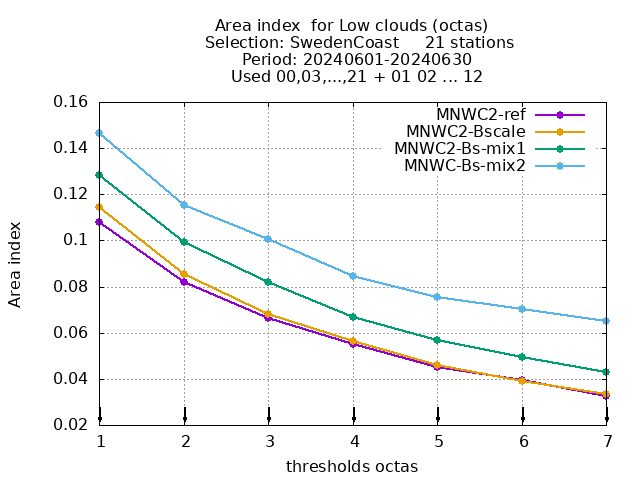 Area index  for Low clouds (octas)
Selection: SwedenCoast     21 stations
Period: 20240601-20240630
Used 00,03,...,21 + 01 02 ... 12
MNWC2-ref
MNWC2-Bscale
MNWC2-Bs-mix1
MNWC-Bs-mix2
Area index
0.16
0.14
0.12
0.1
0.08
0.06
0.04
0.02
1 2 3 4 5 6 7
thresholds octas